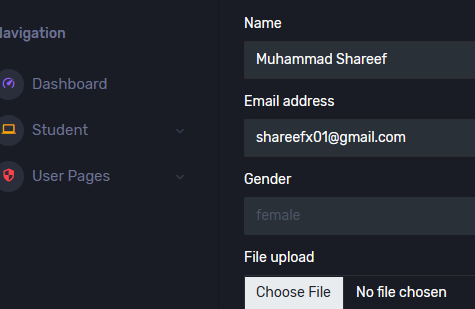 Navigation
Dashboard
Student
User Pages
Name
Muhammad Shareef
Email address
shareefx01@gmail.com
Gender
female
File upload
Choose File No file chosen